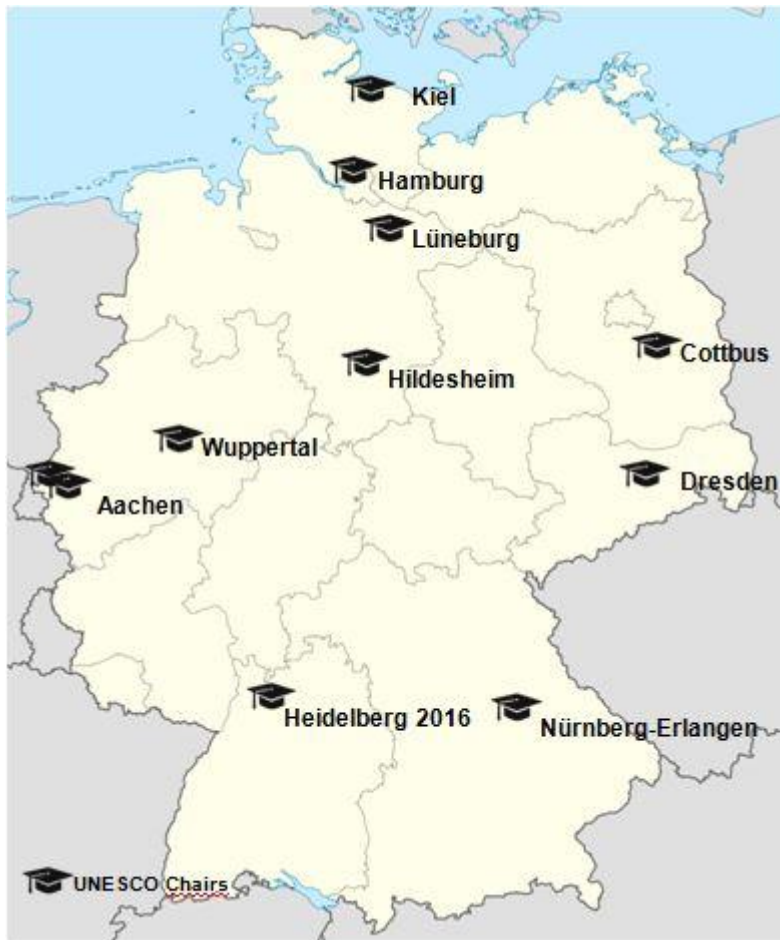 Kiel
Hamburg
Lüneburg
Cottbus
Hildesheim
Wuppertal
Dresden
Aachen
Heidelberg 2016
Nürnberg-Erlangen
UNESCO Chairs